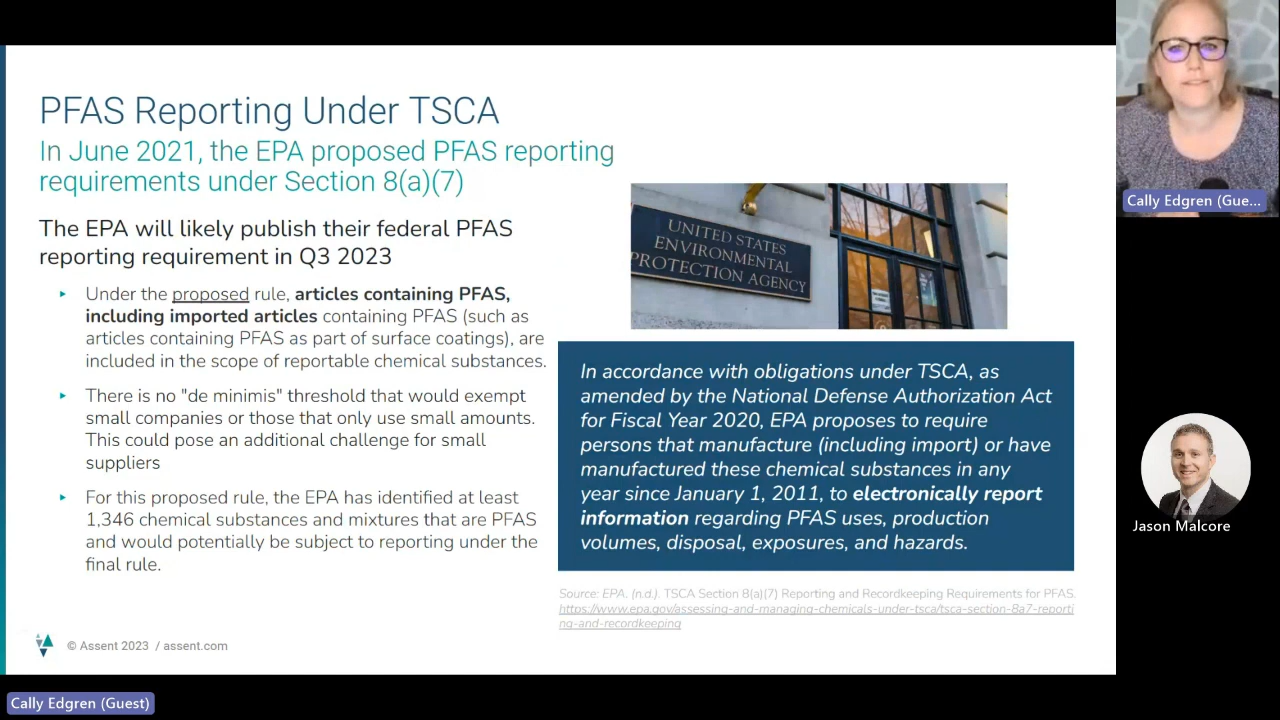 PFAS Reporting Under TSCA
In June 2021, the EPA proposed PFAS reporting
requirements under Section 8(a)(7)
The EPA will likely publish their federal PFAS
reporting requirement in Q3 2023
▸ Under the proposed rule, articles containing PFAS,
including imported articles containing PFAS (such as
articles containing PFAS as part of surface coatings), are
included in the scope of reportable chemical substances.
▸ There is no "de minimis" threshold that would exempt
small companies or those that only use small amounts.
This could pose an additional challenge for small
suppliers
▸ For this proposed rule, the EPA has identified at least
1,346 chemical substances and mixtures that are PFAS
and would potentially be subject to reporting under the
final rule.
UNITED STATES
ENVIRONMENTAL
PROTECTION AGENCY
In accordance with obligations under TSCA, as
amended by the National Defense Authorization Act
for Fiscal Year 2020, EPA proposes to require
persons that manufacture (including import) or have
manufactured these chemical substances in any
year since January 1, 2011, to electronically report
information regarding PFAS uses, production
volumes, disposal, exposures, and hazards.
Source: EPA. (n.d.). TSCA Section 8(a)(7) Reporting and Recordkeeping Requirements for PFAS.
https://www.epa.gov/assessing-and-managing-chemicals-under-tsca/tsca-section-8a7-reporti
ng-and-recordkeeping
© Assent 2023 / assent.com
Cally Edgren (Guest)
Cally Edgren (Gue...
Jason Malcore